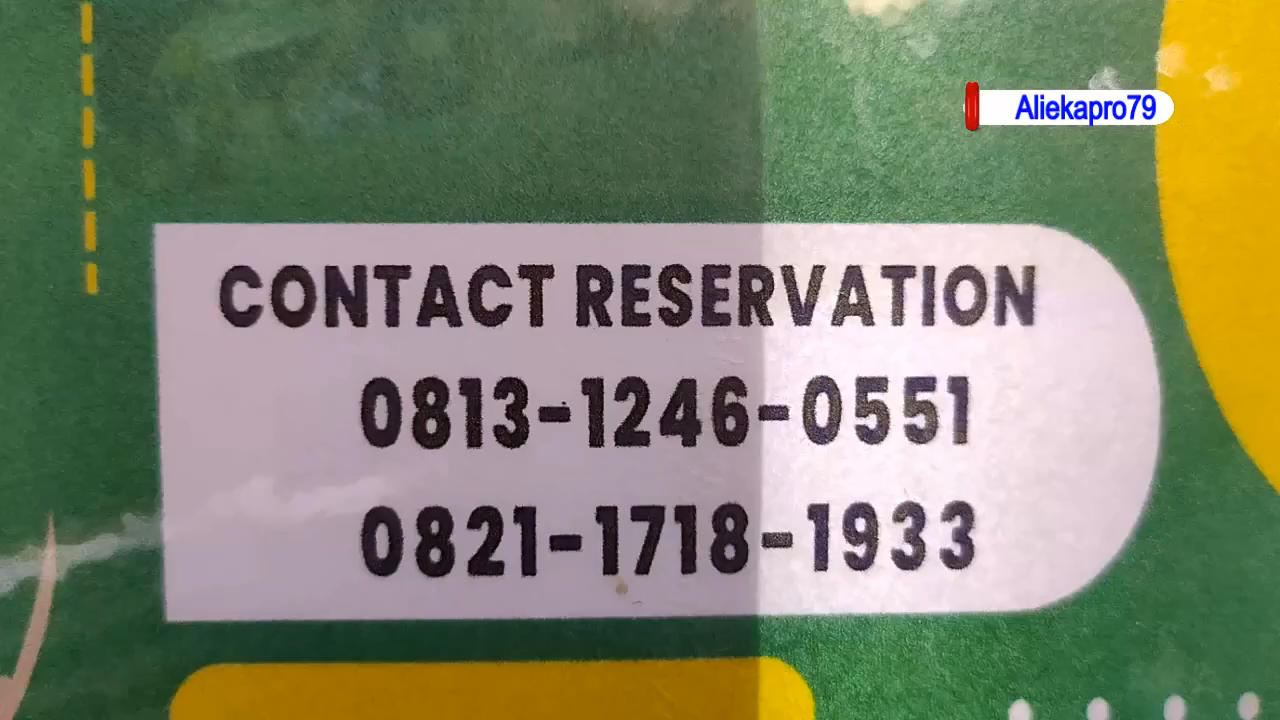 Aliekapro79
CONTACT RESERVATION
0813-1246-0551
0821-1718-1933